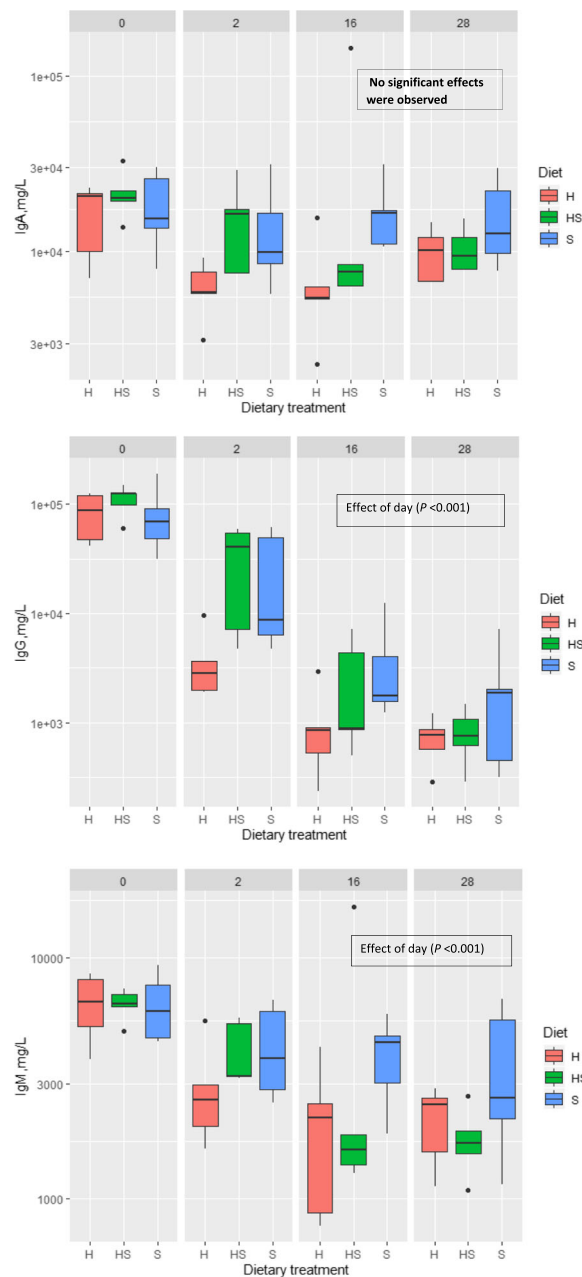 0 2 16 28
1e+05
3e+04
1e+04
3e+03
IgA,mg/L
No significant effects
were observed
Diet
H
HS
S
H HS S H HS S H HS S H HS S
Dietary treatment
0 2 16 28
1e+05
1e+04
1e+03
IgG,mg/L
Effect of day (P <0.001)
Diet
H
HS
S
H HS S H HS S H HS S H HS S
Dietary treatment
0 2 16 28
10000
3000
1000
IgM,mg/L
Effect of day (P <0.001)
Diet
H
HS
S
H HS S H HS S H HS S H HS S
Dietary treatment